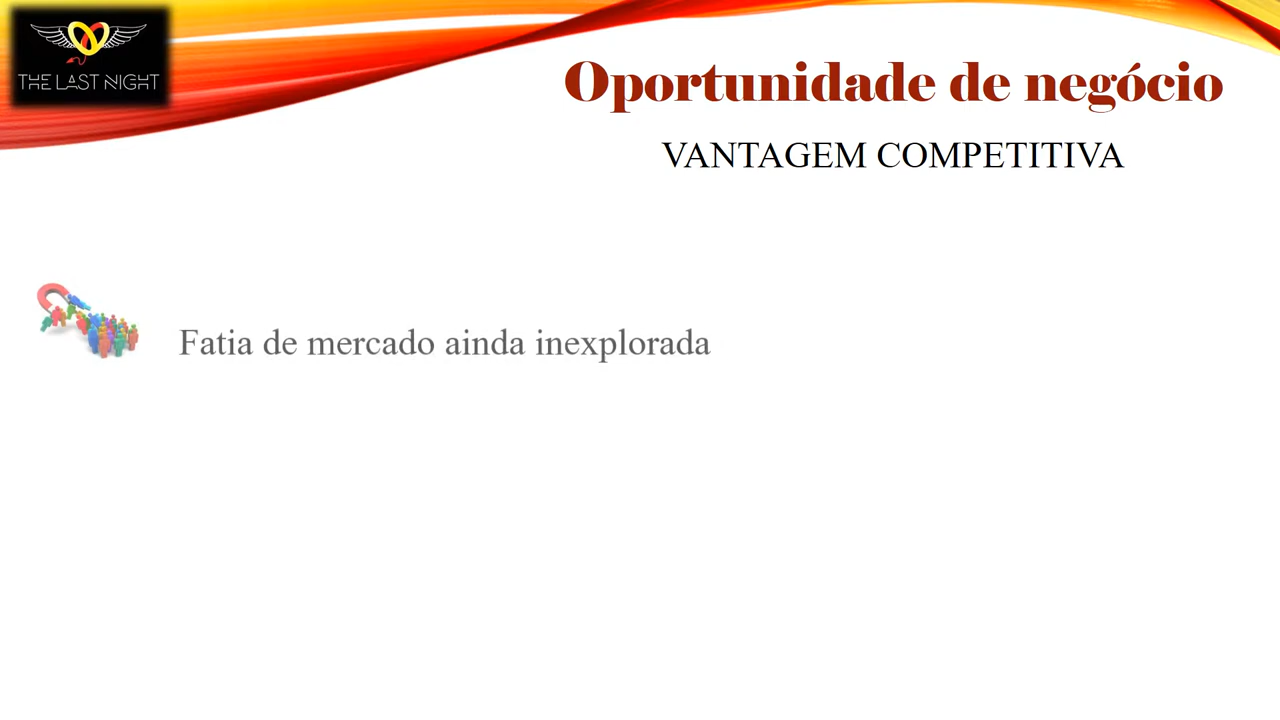 THE LAST NIGHT
Oportunidade de negócio
VANTAGEM COMPETITIVA
Fatia de mercado ainda inexplorada